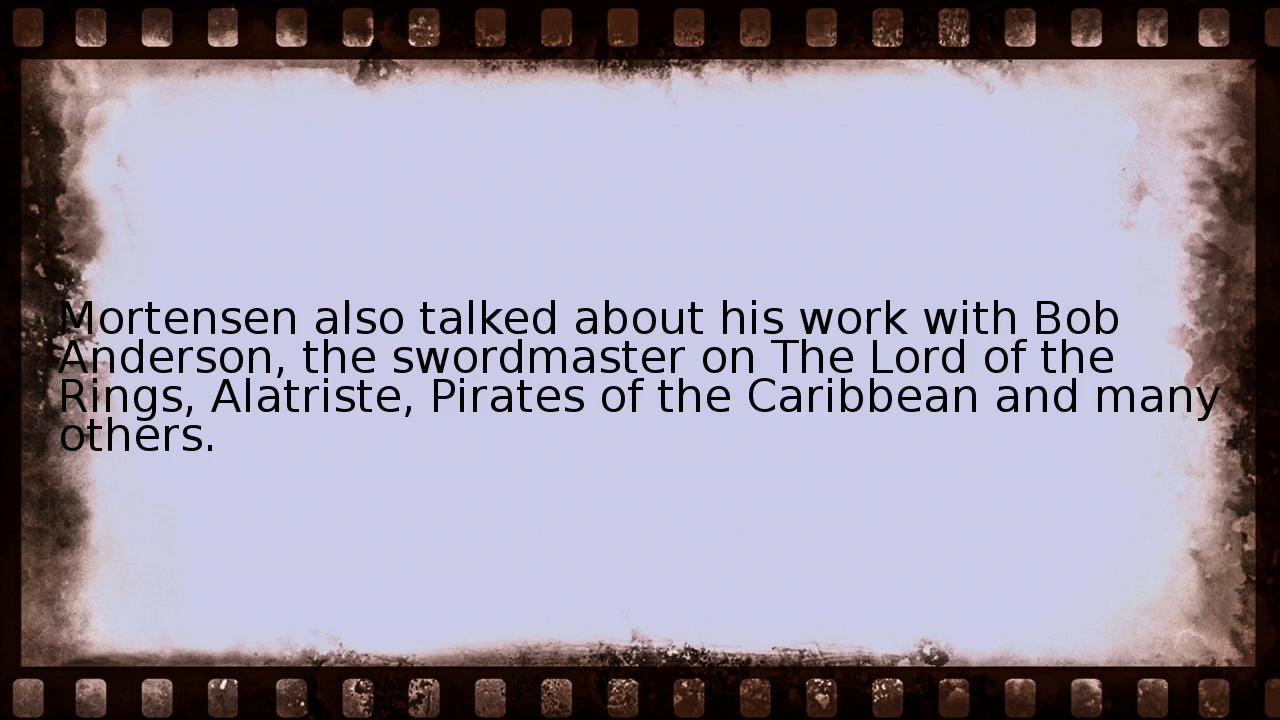 Mortensen also talked about his work with Bob
Anderson, the swordmaster on The Lord of the
Rings, Alatriste, Pirates of the Caribbean and many
others.